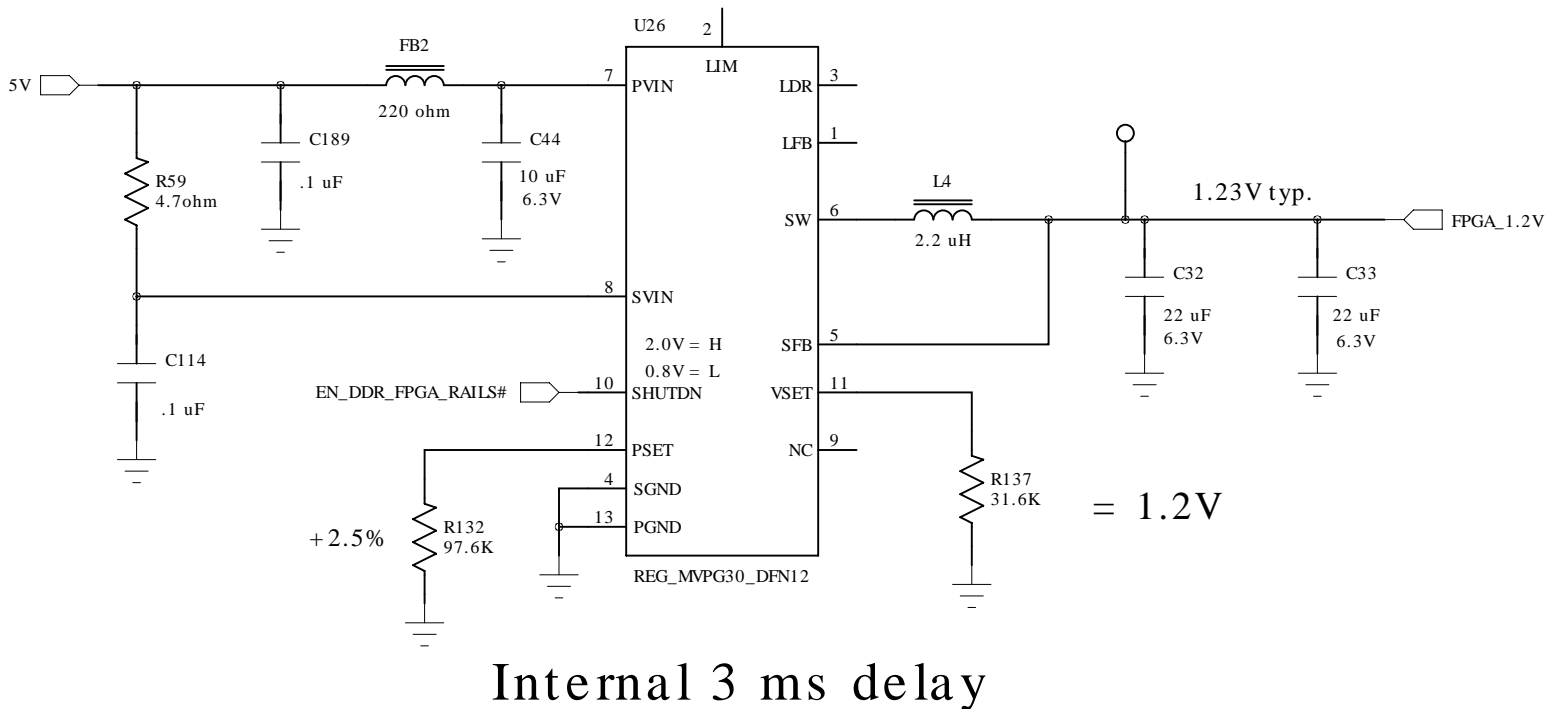 U26
2
LIM
FB2
5V
220 ohm
7
PVIN
LDR
3
C189
.1 uF
C44
10 uF
6.3V
LFB
1
R59
4.7ohm
L4
2.2 uH
SW
6
1.23V typ.
FPGA_1.2V
C32
22 uF
6.3V
C33
22 uF
6.3V
8
SVIN
C114
.1 uF
2.0V = H
0.8V = L
SFB
5
EN_DDR_FPGA_RAILS#
10
SHUTDN
VSET
11
12
PSET
NC
9
4
SGND
13
PGND
+2.5%
R132
97.6K
R137
31.6K
= 1.2V
REG_MVPG30_DFN12
Internal 3 ms delay